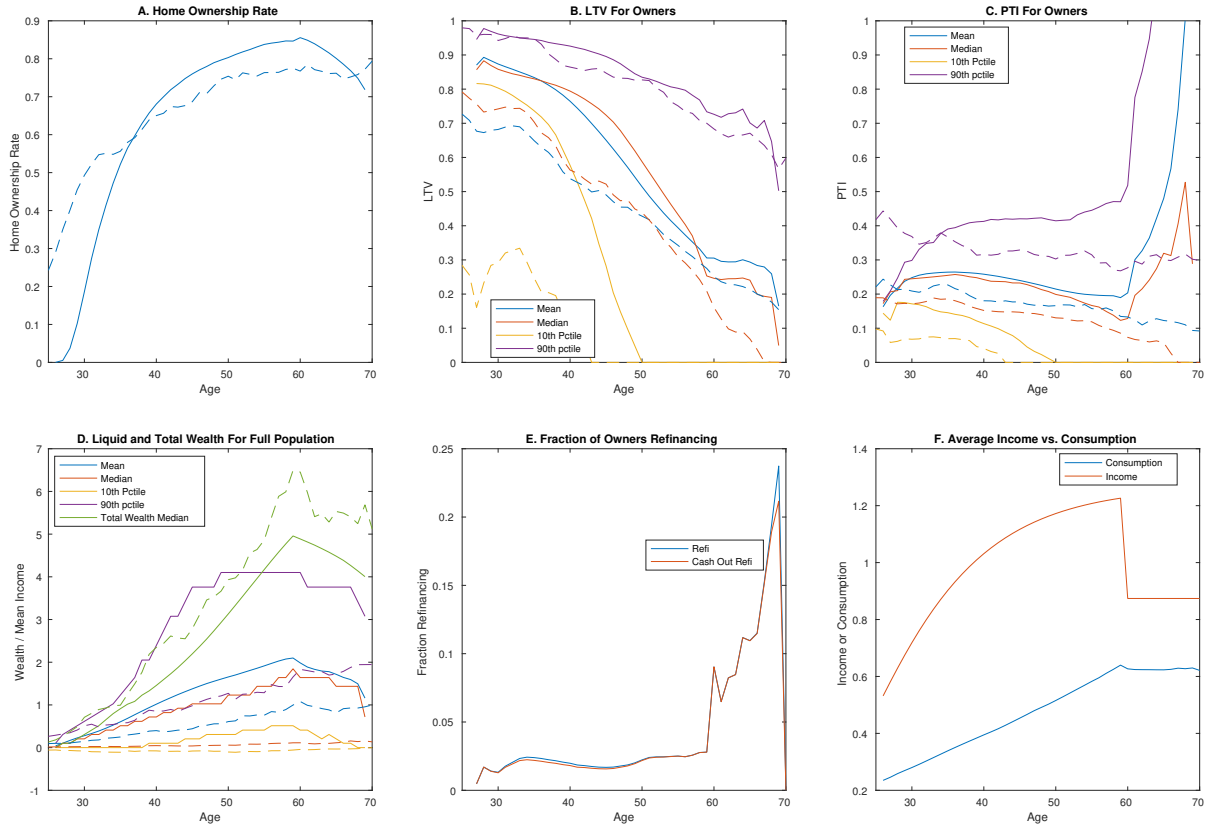 A. Home Ownership Rate
0.9
0.8
0.7
0.6
0.5
0.4
0.3
0.2
0.1
0
30
40
50
60
70
Home Ownership Rate
Age
B. LTV For Owners
1
0.9
0.8
0.7
0.6
0.5
0.4
0.3
0.2
0.1
0
30
40
50
60
70
LTV
Age
Mean
Median
10th Pctile
90th pctile
C. PTI For Owners
1
0.9
0.8
0.7
0.6
0.5
0.4
0.3
0.2
0.1
0
30
40
50
60
70
PTI
Age
Mean
Median
10th Pctile
90th pctile
D. Liquid and Total Wealth For Full Population
7
6
5
4
3
2
1
0
-1
30
40
50
60
70
Wealth / Mean Income
Age
Mean
Median
10th Pctile
90th pctile
Total Wealth Median
E. Fraction of Owners Refinancing
0.25
0.2
0.15
0.1
0.05
0
30
40
50
60
70
Fraction Refinancing
Age
Refi
Cash Out Refi
F. Average Income vs. Consumption
1.4
1.2
1
0.8
0.6
0.4
0.2
30
40
50
60
70
Income or Consumption
Age
Consumption
Income